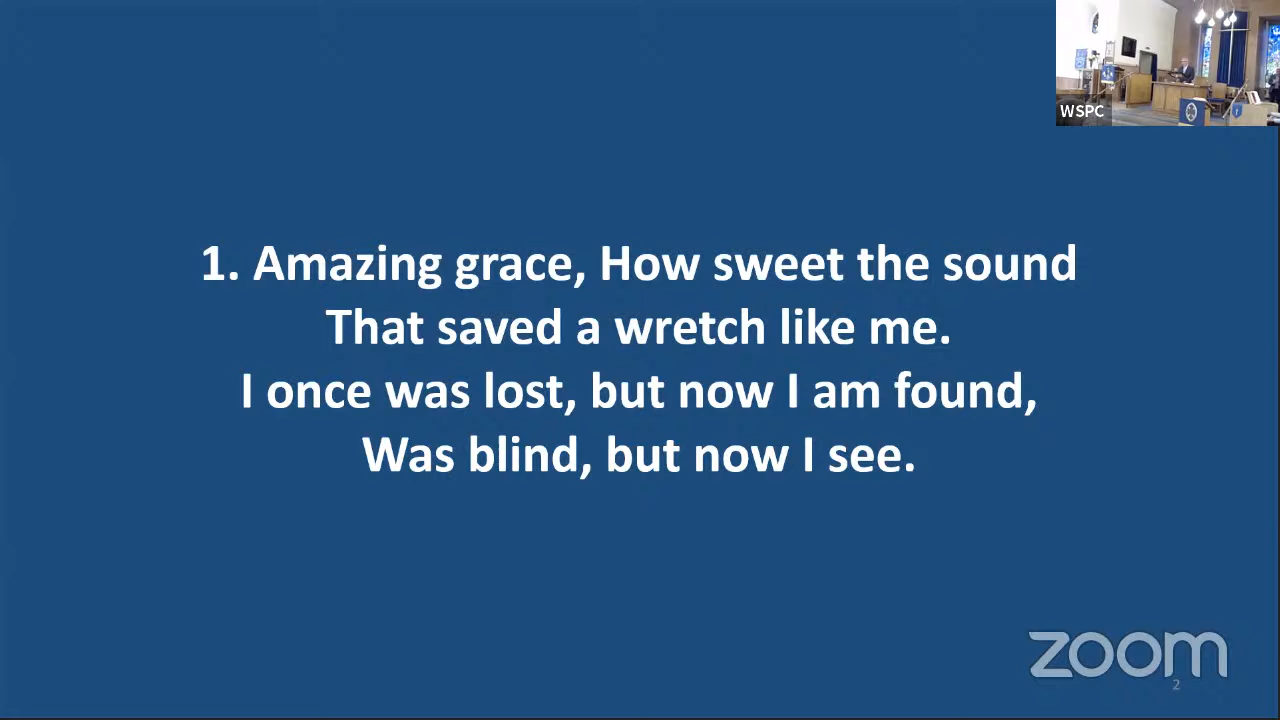 WSPC
1. Amazing grace, How sweet the sound
That saved a wretch like me.
I once was lost, but now I am found,
Was blind, but now I see.
zoom
2